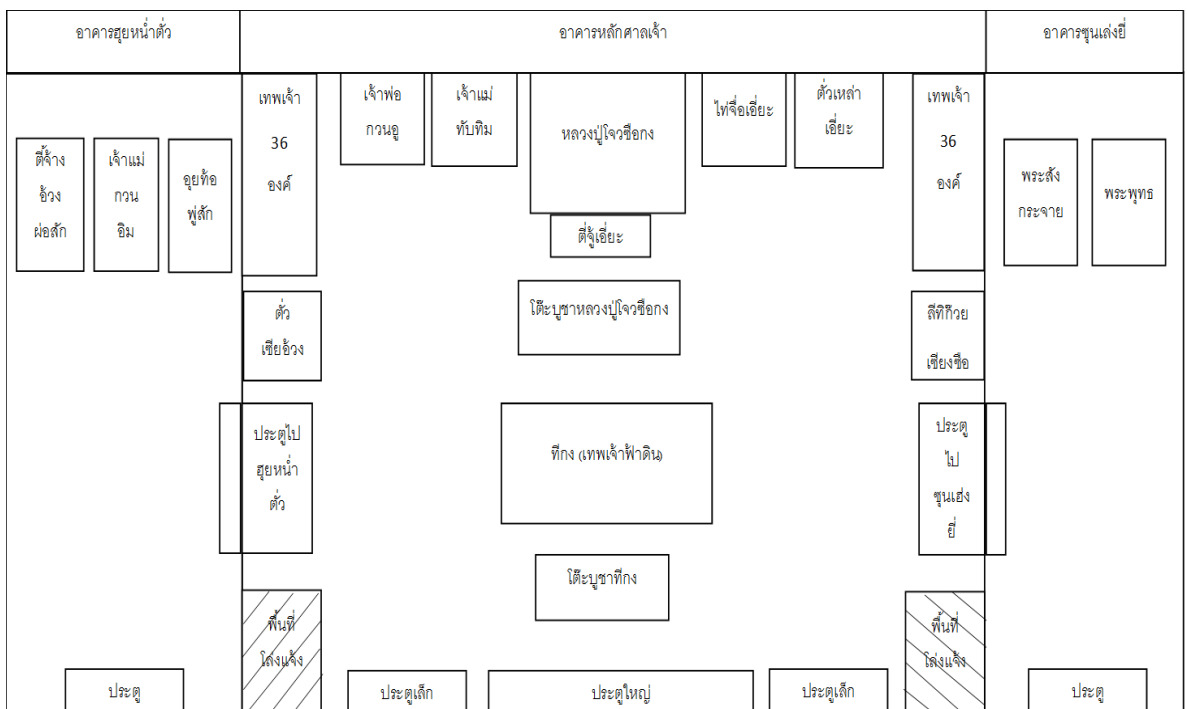 อาคารฮุยหน่ำตั่ว
อาคารหลักศาลเจ้า
อาคารซุนเล่งยี่
ตี้จ้าง
อ้วง
ผ่อสัก
เจ้าแม่
กวน
อิม
อุยท้อ
พู่สัก
เทพเจ้า
36
องค์
เจ้าพ่อ
กวนอู
เจ้าแม่
ทับทิม
หลวงปู่โจวซือกง
ไท่จื่อเอี่ยะ
ตั่วเหล่า
เอี่ยะ
เทพเจ้า
36
องค์
พระสัง
กระจาย
พระพุทธ
ตี่จู้เอี่ยะ
ตั่ว
เซียอ้วง
โต๊ะบูชาหลวงปู่โจวซือกง
ลีทิก๊วย
เซียงซือ
ประตูไป
ฮุยหน่ำ
ตั่ว
ทีกง (เทพเจ้าฟ้าดิน)
ประตู
ไป
ซุนเฮ่ง
ยี่
โต๊ะบูชาทีกง
พื้นที่
โล่งแจ้ง
พื้นที่
โล่งแจ้ง
ประตู
ประตูเล็ก
ประตูใหญ่
ประตูเล็ก
ประตู